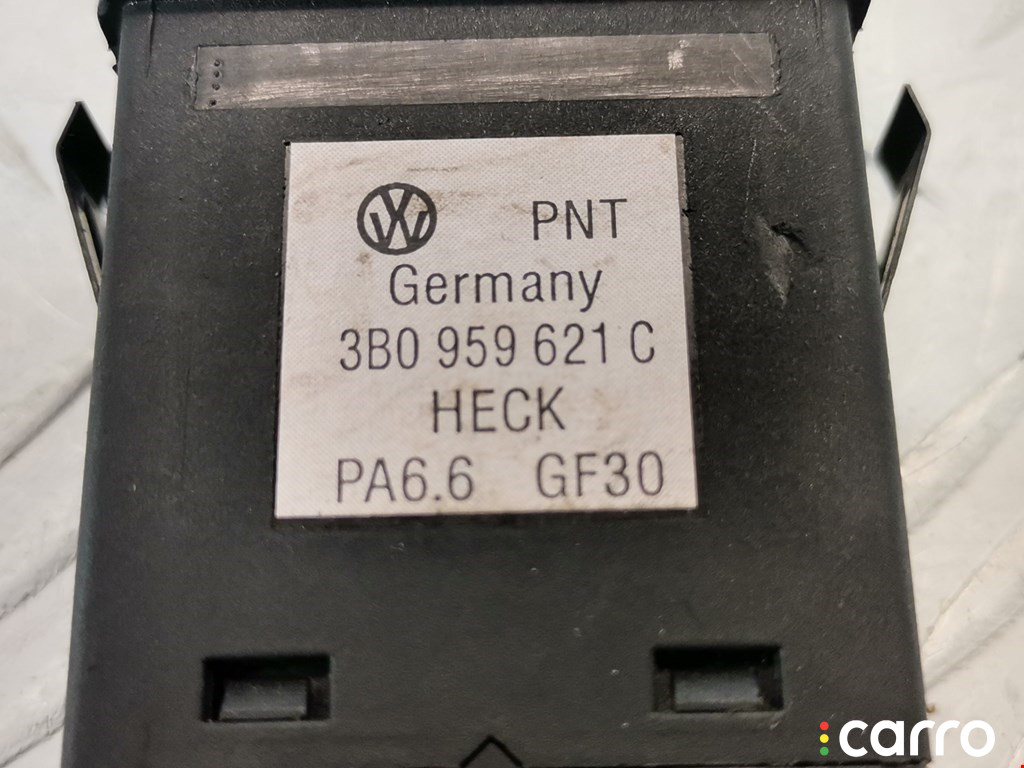 PNT
Germany
3B0 959 621 C
HECK
PA6.6 GF30
carro